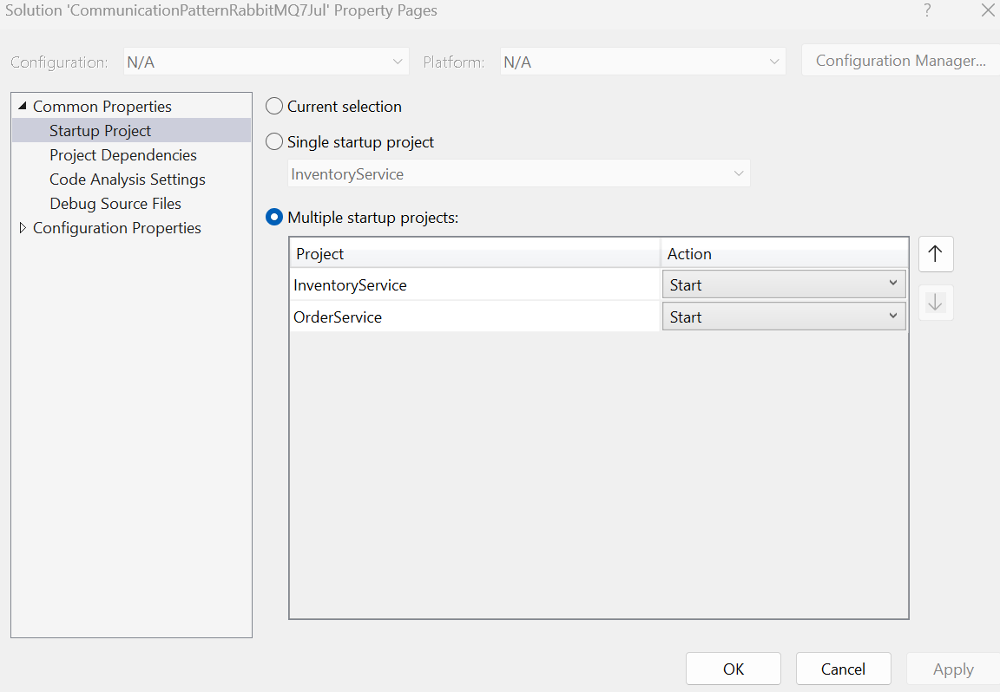 Solution 'CommunicationPatternRabbitMQ7Jul' Property Pages ?
Configuration: N/A Platform: N/A Configuration Manager...
Common Properties
Startup Project
Project Dependencies
Code Analysis Settings
Debug Source Files
Configuration Properties
Current selection
Single startup project
InventoryService
Multiple startup projects:
Project Action
InventoryService Start
OrderService Start
OK Cancel Apply